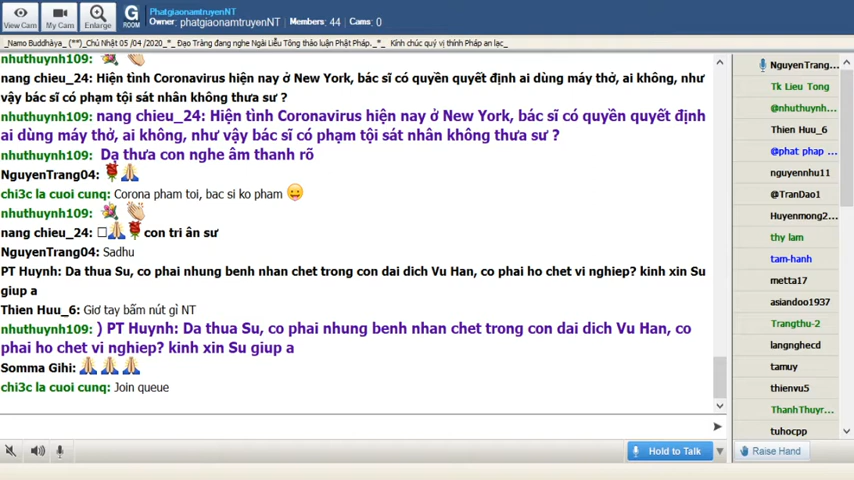 View Cam
My Cam
Enlarge
G
ROOM
PhatgiaonamtruyenNT
Owner: phatgiaonamtruyenNT | Members: 44 | Cams: 0
_Namo Buddhàya_ (**)_Chủ Nhật 05 /04 /2020_*_ Đạo Tràng đang nghe Ngài Liễu Tông thảo luận Phật Pháp._*_ Kính chúc quý vị thính Pháp an lạc_
nhuthuynh109:
nang chieu_24: Hiện tình Coronavirus hiện nay ở New York, bác sĩ có quyền quyết định ai dùng máy thở, ai không, như
vậy bác sĩ có phạm tội sát nhân không thưa sư ?
nhuthuynh109: nang chieu_24: Hiện tình Coronavirus hiện nay ở New York, bác sĩ có quyền quyết định
ai dùng máy thở, ai không, như vậy bác sĩ có phạm tội sát nhân không thưa sư ?
nhuthuynh109: Dạ thưa con nghe âm thanh rõ
NguyenTrang04:
chi3c la cuoi cunq: Corona pham toi, bac si ko pham
nhuthuynh109:
nang chieu_24: con tri ân sư
NguyenTrang04: Sadhu
PT Huynh: Da thua Su, co phai nhung benh nhan chet trong con dai dich Vu Han, co phai ho chet vi nghiep? kinh xin Su
giup a
Thien Huu_6: Giơ tay bấm nút gì NT
nhuthuynh109: ) PT Huynh: Da thua Su, co phai nhung benh nhan chet trong con dai dich Vu Han, co
phai ho chet vi nghiep? kinh xin Su giup a
Somma Gihi:
chi3c la cuoi cunq: Join queue
Hold to Talk
NguyenTrang...
Tk Lieu Tong
@nhuthuynh...
Thien Huu_6
@phat phap ...
nguyennhu11
@TranDao1
Huyenmong2...
thy lam
tam-hanh
metta17
asiandoo1937
Trangthu-2
langnghecd
tamuy
thienvu5
ThanhThuyr...
tuhocpp
Raise Hand